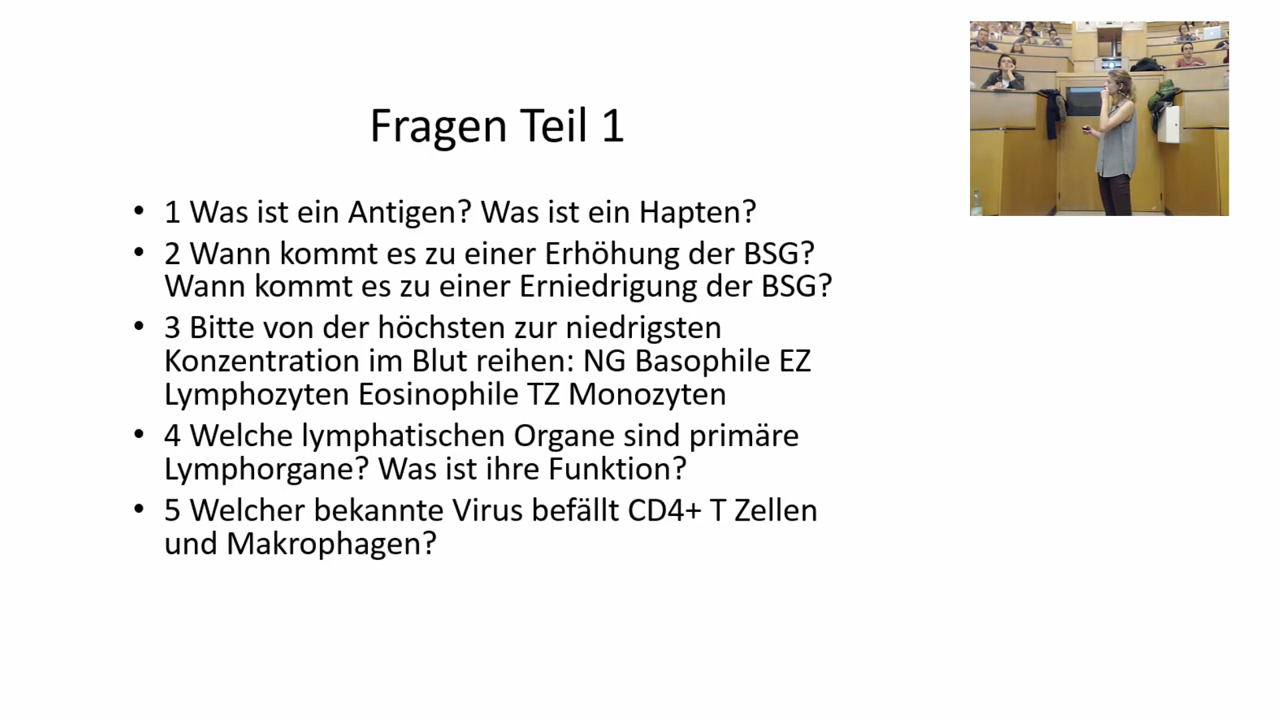 Fragen Teil 1
• 1 Was ist ein Antigen? Was ist ein Hapten?
• 2 Wann kommt es zu einer Erhöhung der BSG?
Wann kommt es zu einer Erniedrigung der BSG?
• 3 Bitte von der höchsten zur niedrigsten
Konzentration im Blut reihen: NG Basophile EZ
Lymphozyten Eosinophile TZ Monozyten
• 4 Welche lymphatischen Organe sind primäre
Lymphorgane? Was ist ihre Funktion?
• 5 Welcher bekannte Virus befällt CD4+ T Zellen
und Makrophagen?